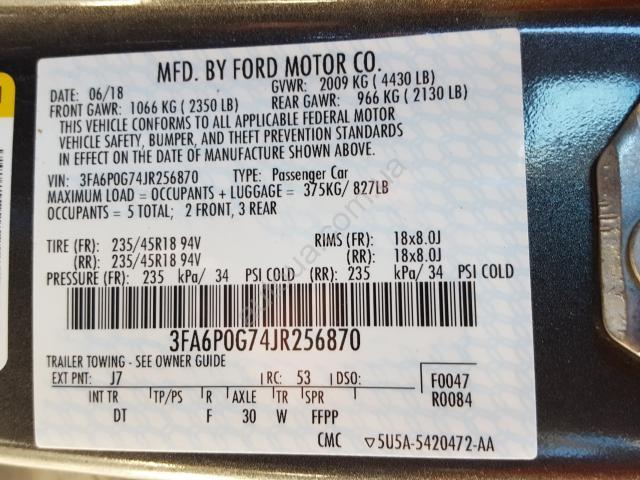 MFD. BY FORD MOTOR CO.
DATE: 06/18 GVWR: 2009 KG ( 4430 LB)
FRONT GAWR: 1066 KG ( 2350 LB) REAR GAWR: 966 KG ( 2130 LB)
THIS VEHICLE CONFORMS TO ALL APPLICABLE FEDERAL MOTOR
VEHICLE SAFETY, BUMPER, AND THEFT PREVENTION STANDARDS
IN EFFECT ON THE DATE OF MANUFACTURE SHOWN ABOVE.
VIN: 3FA6P0G74JR256870 TYPE: Passenger Car
MAXIMUM LOAD = OCCUPANTS + LUGGAGE = 375KG/ 827LB
OCCUPANTS = 5 TOTAL; 2 FRONT, 3 REAR
TIRE (FR): 235/45R18 94V RIMS (FR): 18x8.0J
(RR): 235/45R18 94V (RR): 18x8.0J
PRESSURE (FR): 235 kPa/ 34 PSI COLD (RR): 235 kPa/ 34 PSI COLD
3FA6P0G74JR256870
TRAILER TOWING - SEE OWNER GUIDE
EXT PNT: J7 RC: 53 DSO: F0047
INT TR TP/PS R AXLE TR SPR R0084
DT F 30 W FFPP
CMC ▽5U5A-5420472-AA